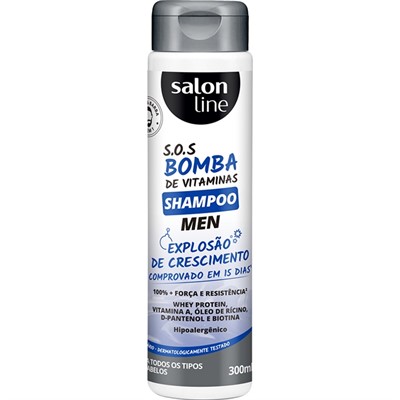 salon
line
S.O.S
BOMBA
DE VITAMINAS
SHAMPOO
MEN
EXPLOSÃO
DE CRESCIMENTO
COMPROVADO EM 15 DIAS
100% + FORÇA E RESISTÊNCIA
WHEY PROTEIN,
VITAMINA A, ÓLEO DE RÍCINO,
D-PANTENOL E BIOTINA
Hipoalergênico
DERMATOLOGICAMENTE TESTADO
TODOS OS TIPOS
300ml